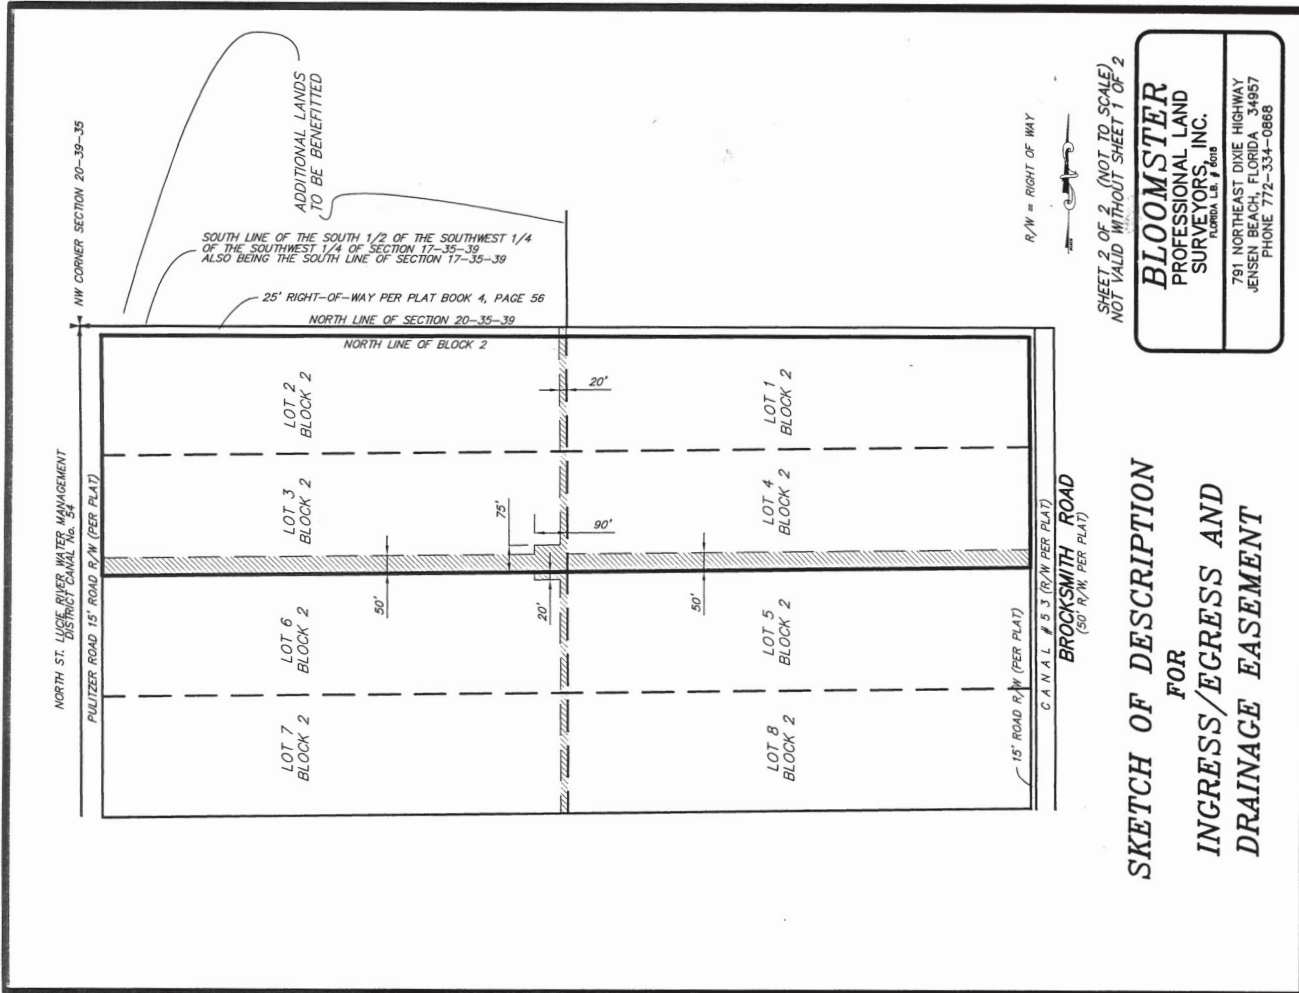 NORTH ST. LUCIE RIVER WATER MANAGEMENT
DISTRICT CANAL No. 54
PULITZER ROAD 15' ROAD R/W (PER PLAT)
NW CORNER SECTION 20-39-35
ADDITIONAL LANDS
TO BE BENEFITTED
SOUTH LINE OF THE SOUTH 1/2 OF THE SOUTHWEST 1/4
OF THE SOUTHWEST 1/4 OF SECTION 17-35-39
ALSO BEING THE SOUTH LINE OF SECTION 17-35-39
25' RIGHT-OF-WAY PER PLAT BOOK 4, PAGE 56
NORTH LINE OF SECTION 20-35-39
NORTH LINE OF BLOCK 2
LOT 2
BLOCK 2
LOT 1
BLOCK 2
20'
LOT 3
BLOCK 2
LOT 4
BLOCK 2
75'
90'
50'
20'
50'
LOT 6
BLOCK 2
LOT 5
BLOCK 2
LOT 7
BLOCK 2
LOT 8
BLOCK 2
15' ROAD R/W (PER PLAT)
CANAL #53 (R/W PER PLAT)
BROCKSMITH ROAD
(50' R/W, PER PLAT)
R/W = RIGHT OF WAY
SHEET 2 OF 2 (NOT TO SCALE)
NOT VALID WITHOUT SHEET 1 OF 2
BLOOMSTER
PROFESSIONAL LAND
SURVEYORS, INC.
FLORIDA L.B. # 6018
791 NORTHEAST DIXIE HIGHWAY
JENSEN BEACH, FLORIDA 34957
PHONE 772-334-0868
SKETCH OF DESCRIPTION
FOR
INGRESS/EGRESS AND
DRAINAGE EASEMENT